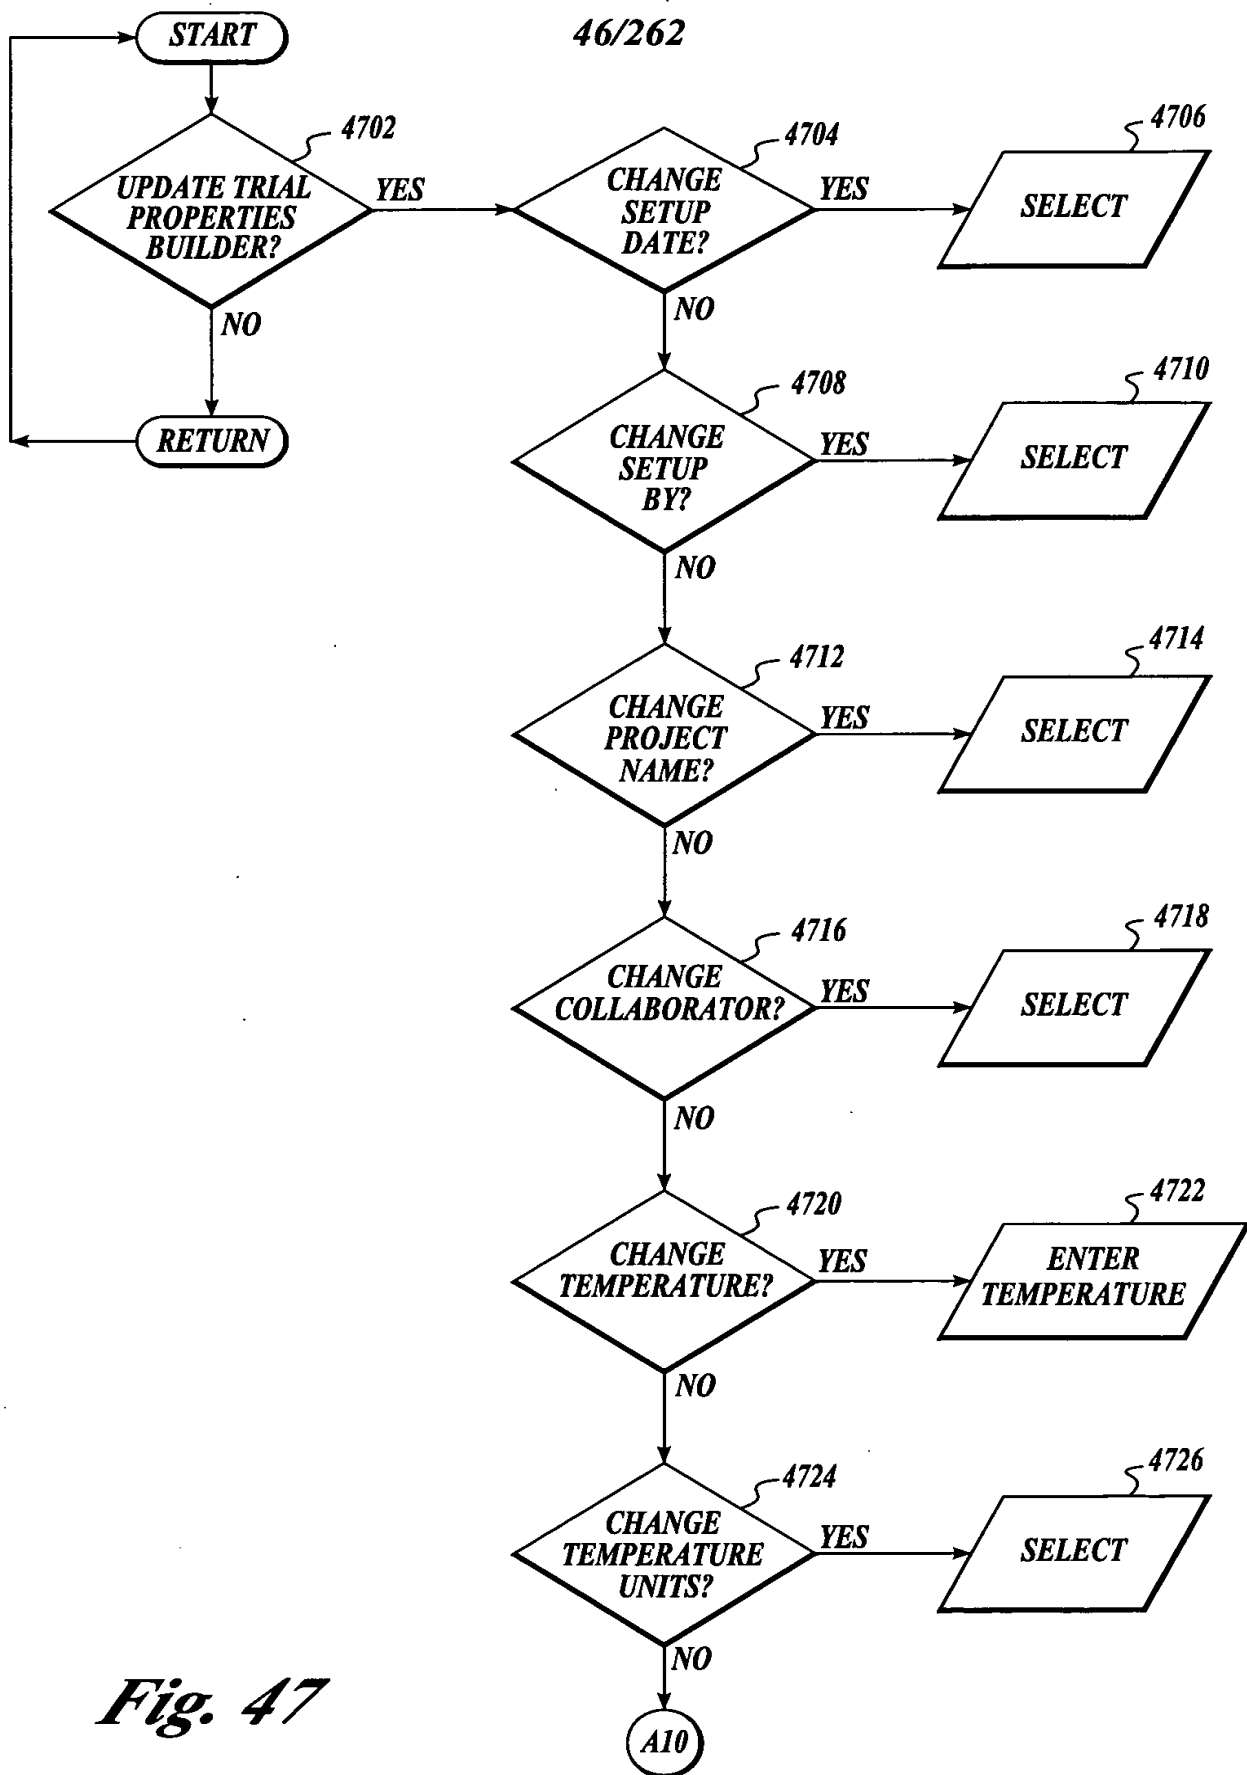 46/262
START
4702
UPDATE TRIAL
PROPERTIES
BUILDER?
YES
NO
RETURN
4704
CHANGE
SETUP
DATE?
YES
4706
SELECT
NO
4708
CHANGE
SETUP
BY?
YES
4710
SELECT
NO
4712
CHANGE
PROJECT
NAME?
YES
4714
SELECT
NO
4716
CHANGE
COLLABORATOR?
YES
4718
SELECT
NO
4720
CHANGE
TEMPERATURE?
YES
4722
ENTER
TEMPERATURE
NO
4724
CHANGE
TEMPERATURE
UNITS?
YES
4726
SELECT
NO
A10
Fig. 47